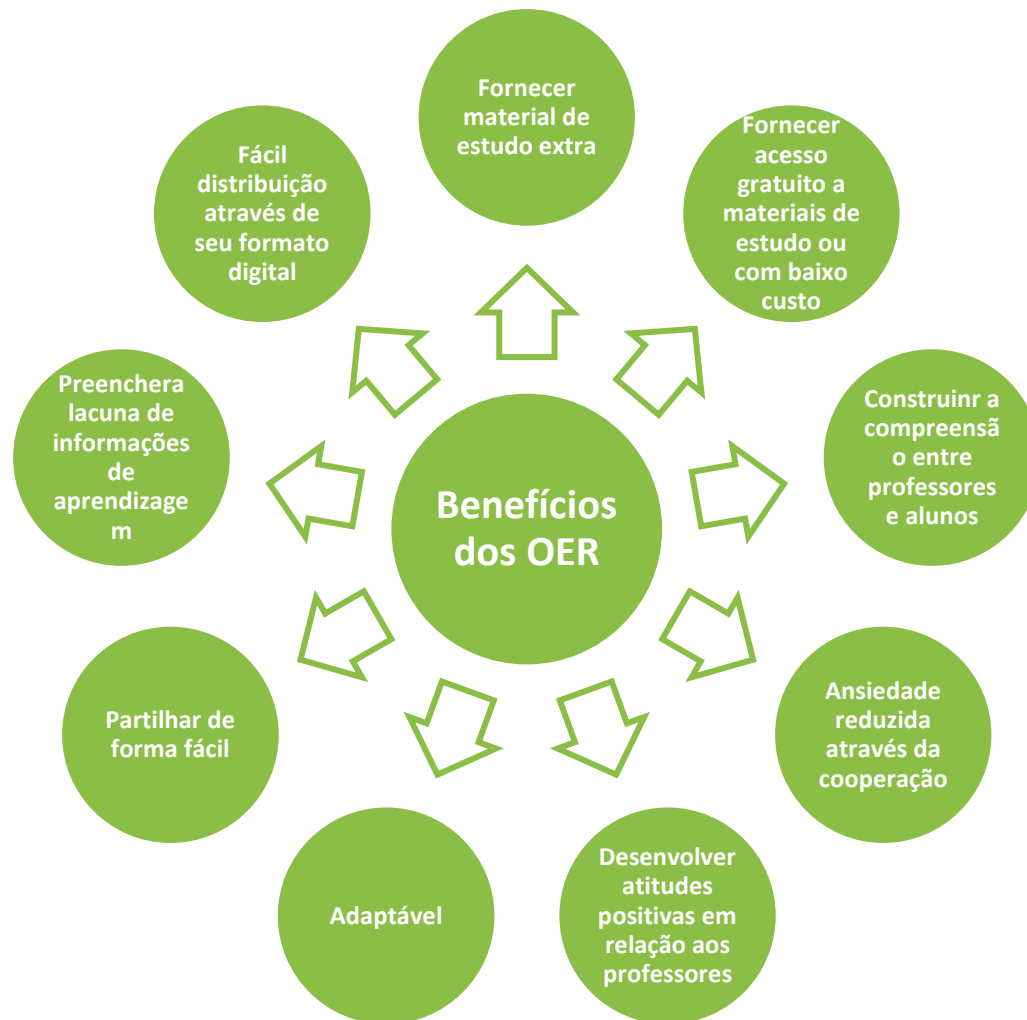 Fornecer
material de
estudo extra
Fornecer
acesso
gratuito a
materiais de
estudo ou
com baixo
custo
Construinr a
compreensã
o entre
professores
e alunos
Ansiedade
reduzida
através da
cooperação
Desenvolver
atitudes
positivas em
relação aos
professores
Adaptável
Partilhar de
forma fácil
Preenchera
lacuna de
informações
de
aprendizage
m
Fácil
distribuição
através de
seu formato
digital
Benefícios
dos OER